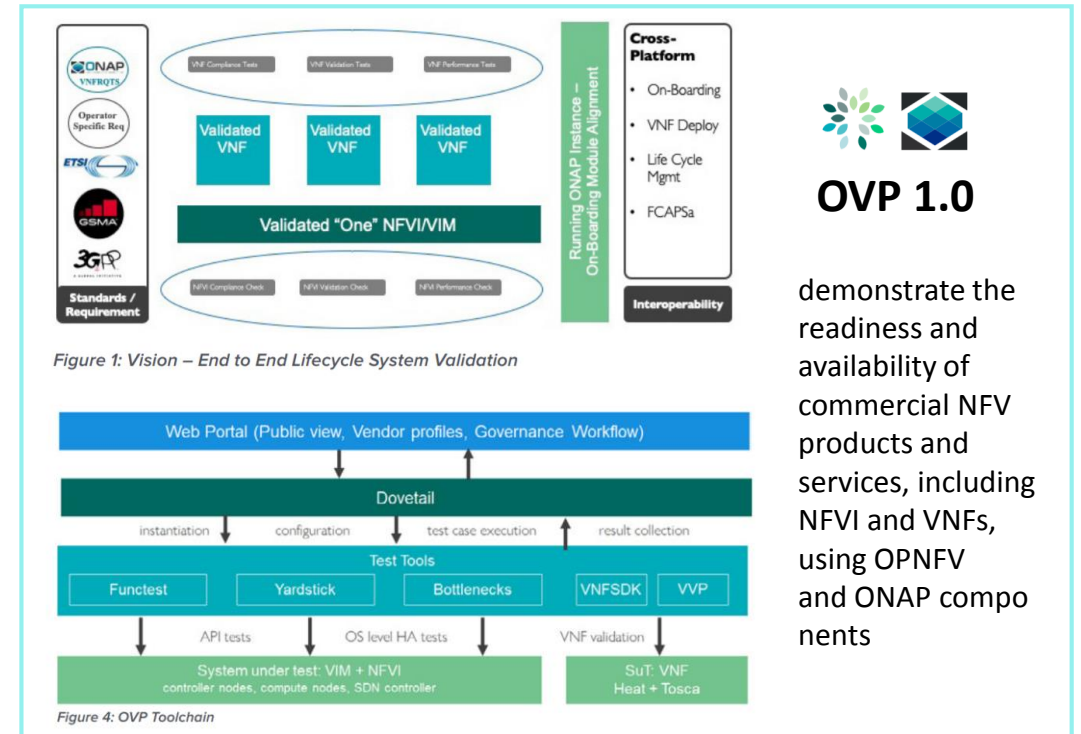 ONAP
VNFRQTS
Operator
Specific Req
ETSI
GSMA
3GPP
A GLOBAL INITIATIVE
Standards /
Requirement
VNF Compliance Tests
VNF Validation Tests
VNF Performance Tests
Validated
VNF
Validated
VNF
Validated
VNF
Validated "One" NFVI/VIM
NFVI Compliance Check
NFVI Validation Check
NFVI Performance Check
Running ONAP Instance –
On-Boarding Module Alignment
Cross-
Platform
• On-Boarding
• VNF Deploy
• Life Cycle
Mgmt
• FCAPSa
Interoperability
Figure 1: Vision – End to End Lifecycle System Validation
Web Portal (Public view, Vendor profiles, Governance Workflow)
Dovetail
instantiation
configuration
test case execution
result collection
Test Tools
Functest
Yardstick
Bottlenecks
VNFSDK
VVP
API tests
OS level HA tests
VNF validation
System under test: VIM + NFVI
controller nodes, compute nodes, SDN controller
SuT: VNF
Heat + Tosca
Figure 4: OVP Toolchain
OVP 1.0
demonstrate the
readiness and
availability of
commercial NFV
products and
services, including
NFVI and VNFs,
using OPNFV
and ONAP compo
nents